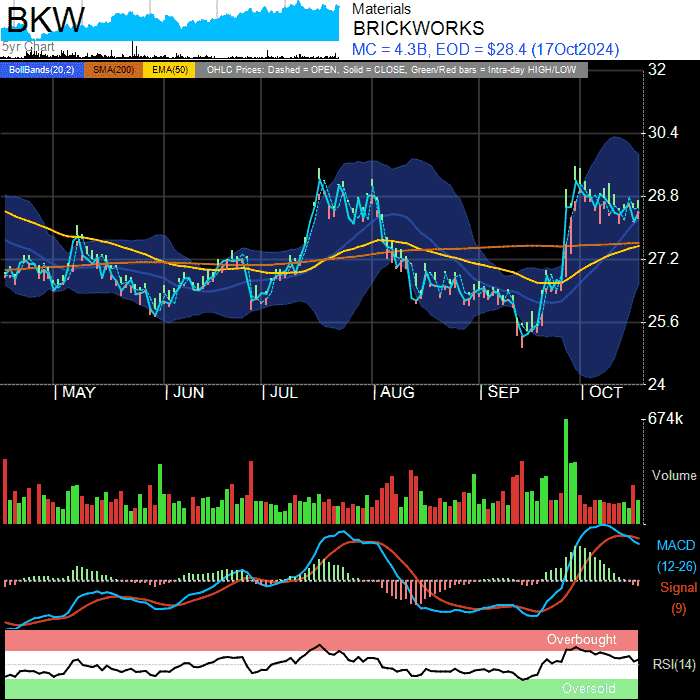 BKW
5yr Chart
Materials
BRICKWORKS
MC = 4.3B, EOD = $28.4 (17Oct2024)
BollBands(20,2) SMA(200) EMA(50) OHLC Prices: Dashed = OPEN, Solid = CLOSE, Green/Red bars = Intra-day HIGH/LOW
32
30.4
28.8
27.2
25.6
24
MAY JUN JUL AUG SEP OCT
674k
Volume
MACD
(12-26)
Signal
(9)
Overbought
RSI(14)
Oversold